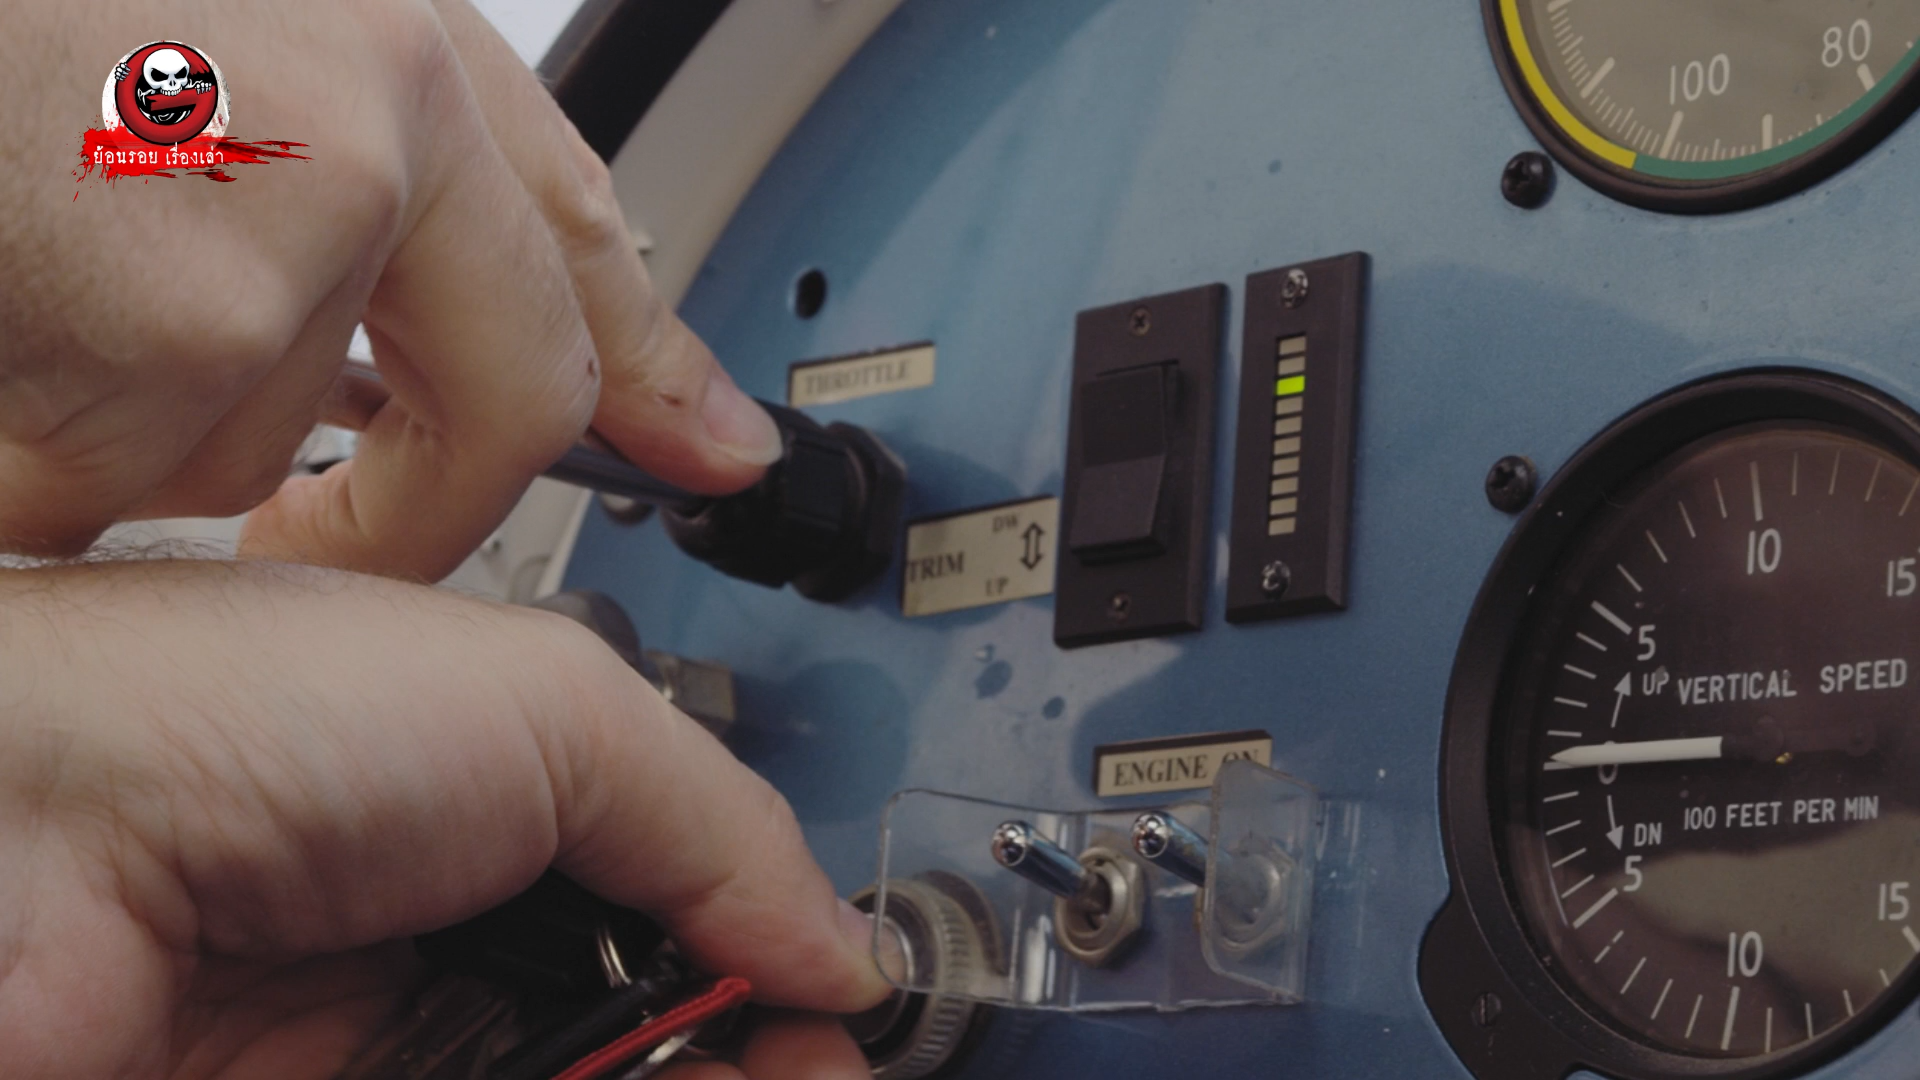 ย้อนรอย เรื่องเล่า
80
100
THROTTLE
DW
TRIM
UP
10
15
5
UP
VERTICAL SPEED
ENGINE ON
0
100 FEET PER MIN
DN
5
15
10